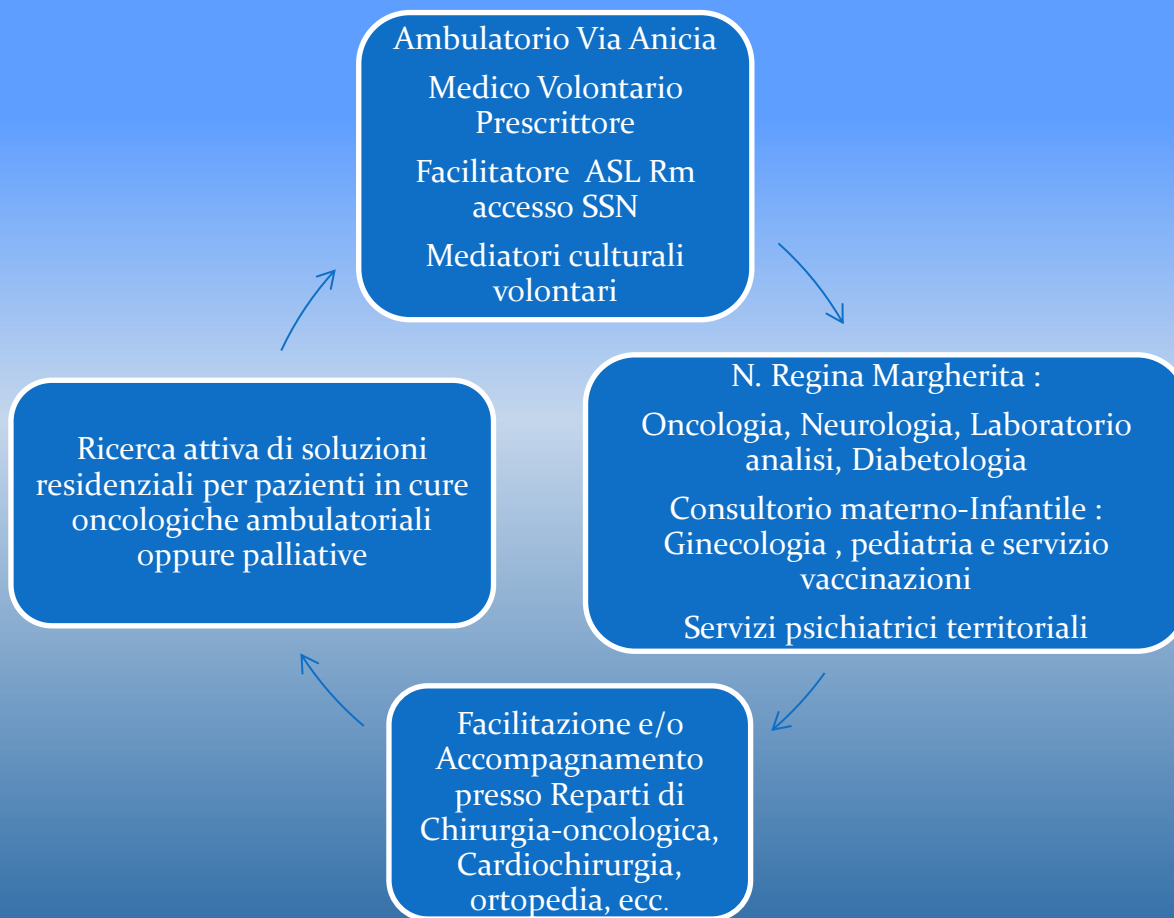 Ambulatorio Via Anicia
Medico Volontario
Prescrittore
Facilitatore ASL Rm
accesso SSN
Mediatori culturali
volontari
N. Regina Margherita :
Oncologia, Neurologia, Laboratorio
analisi, Diabetologia
Consultorio materno-Infantile :
Ginecologia , pediatria e servizio
vaccinazioni
Servizi psichiatrici territoriali
Facilitazione e/o
Accompagnamento
presso Reparti di
Chirurgia-oncologica,
Cardiochirurgia,
ortopedia, ecc.
Ricerca attiva di soluzioni
residenziali per pazienti in cure
oncologiche ambulatoriali
oppure palliative